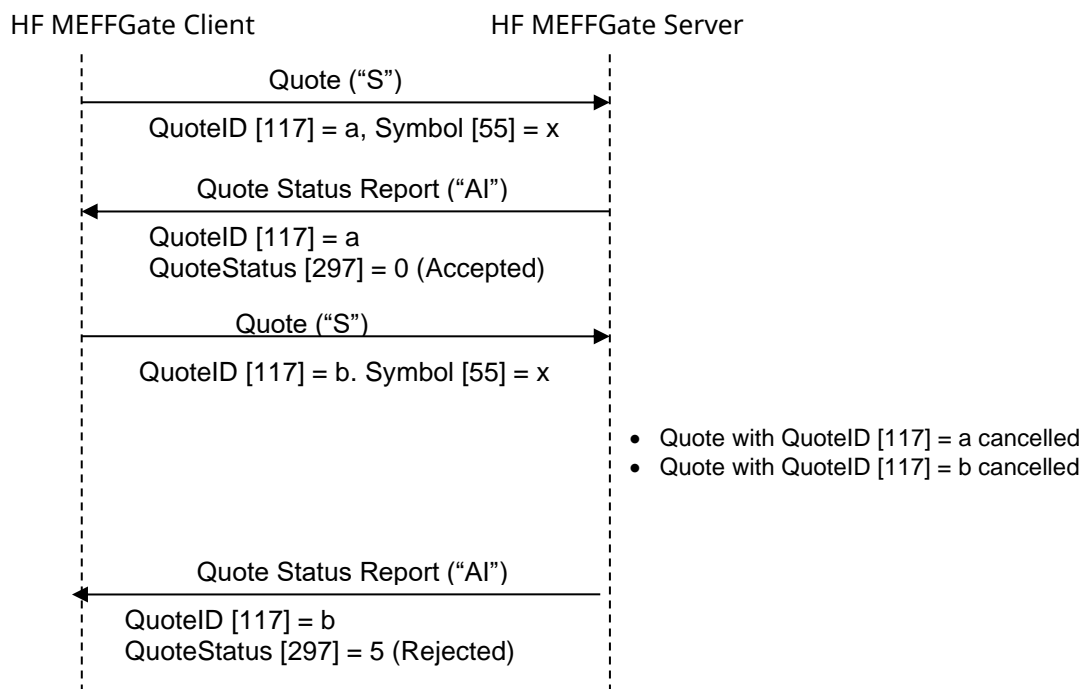 HF MEFFGate Client HF MEFFGate Server
Quote (“S”)
QuoteID [117] = a, Symbol [55] = x
Quote Status Report (“AI”)
QuoteID [117] = a
QuoteStatus [297] = 0 (Accepted)
Quote (“S”)
QuoteID [117] = b. Symbol [55] = x
• Quote with QuoteID [117] = a cancelled
• Quote with QuoteID [117] = b cancelled
Quote Status Report (“AI”)
QuoteID [117] = b
QuoteStatus [297] = 5 (Rejected)